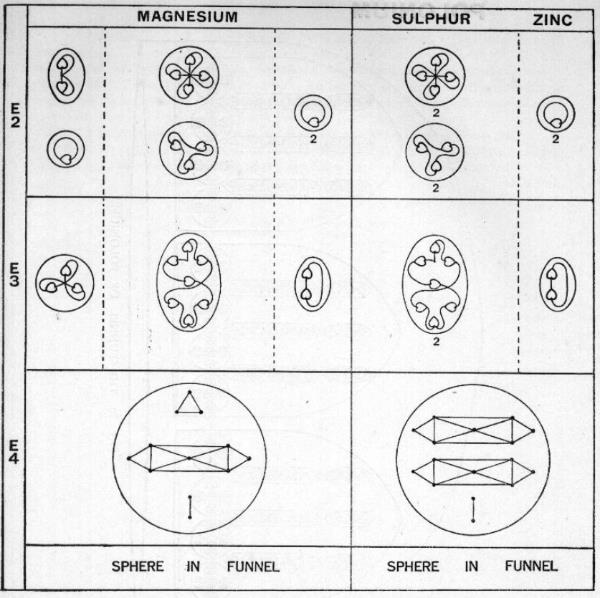 MAGNESIUM SULPHUR ZINC
E2
2
2
2
2
E3
2
E4
SPHERE IN FUNNEL SPHERE IN FUNNEL